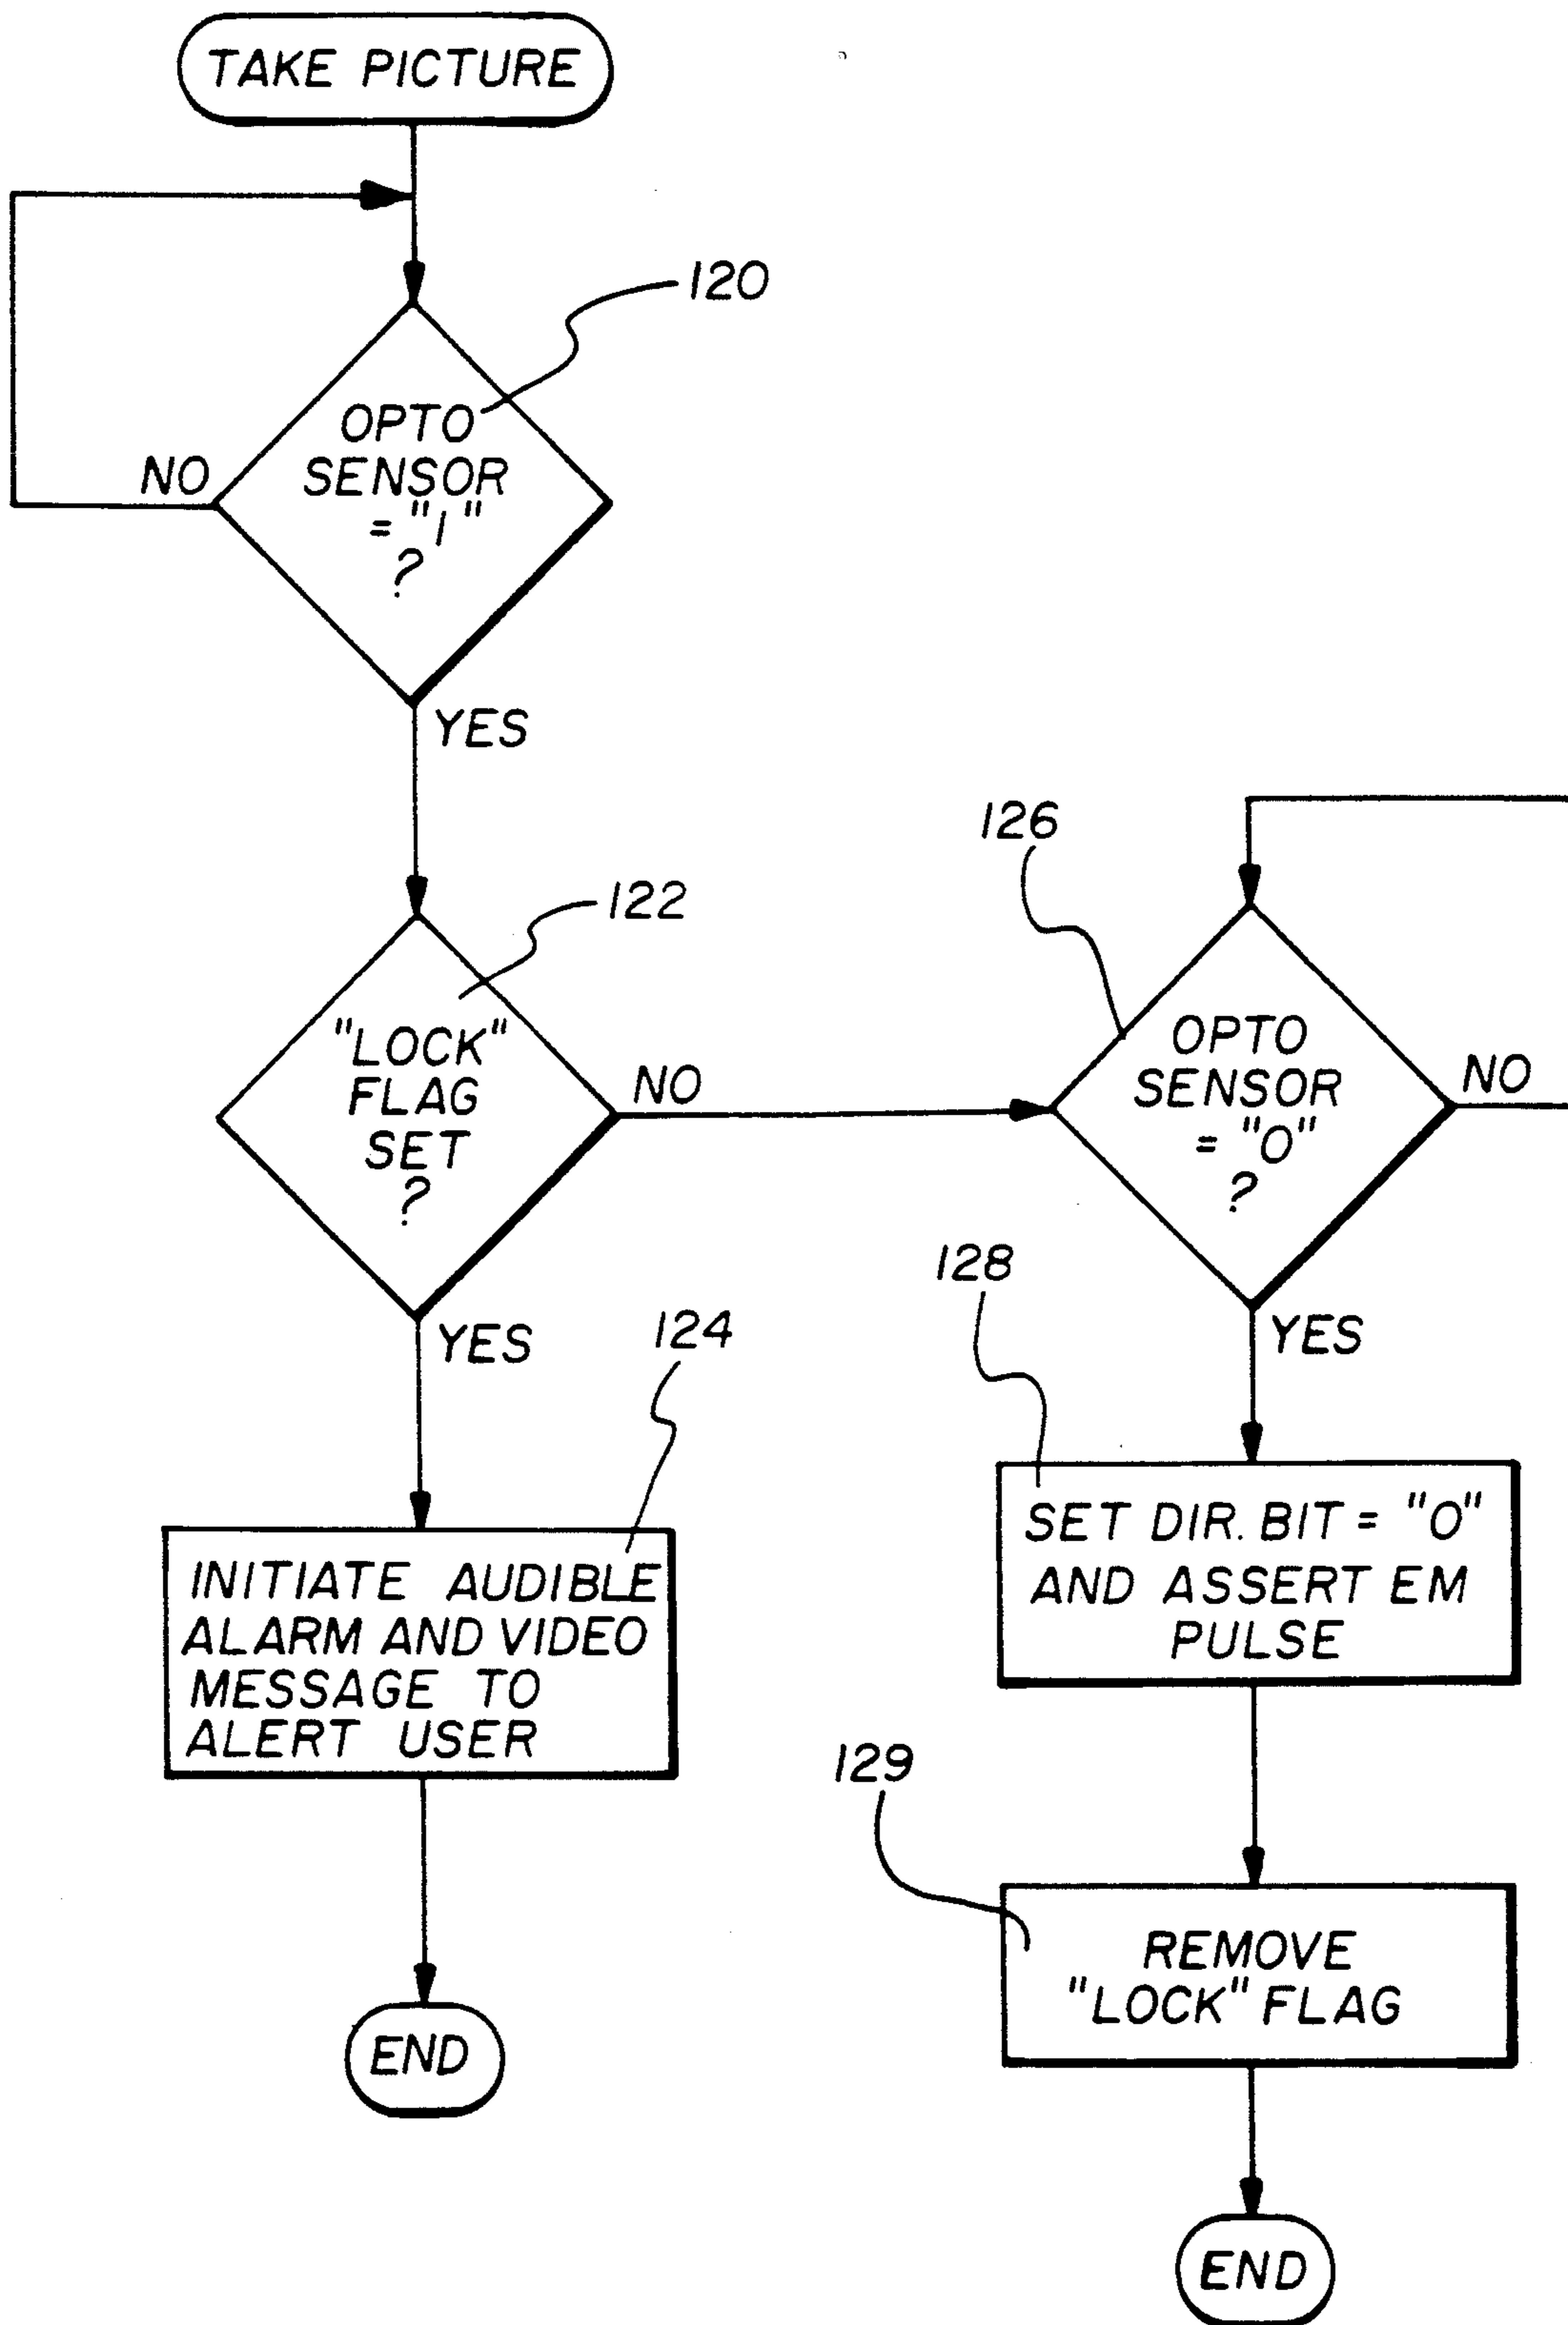 TAKE PICTURE
120
OPTO
SENSOR
= "1"
?
NO
YES
122
"LOCK"
FLAG
SET
?
NO
YES
124
INITIATE AUDIBLE
ALARM AND VIDEO
MESSAGE TO
ALERT USER
END
126
OPTO
SENSOR
= "0"
?
NO
YES
128
SET DIR. BIT = "0"
AND ASSERT EM
PULSE
129
REMOVE
"LOCK" FLAG
END